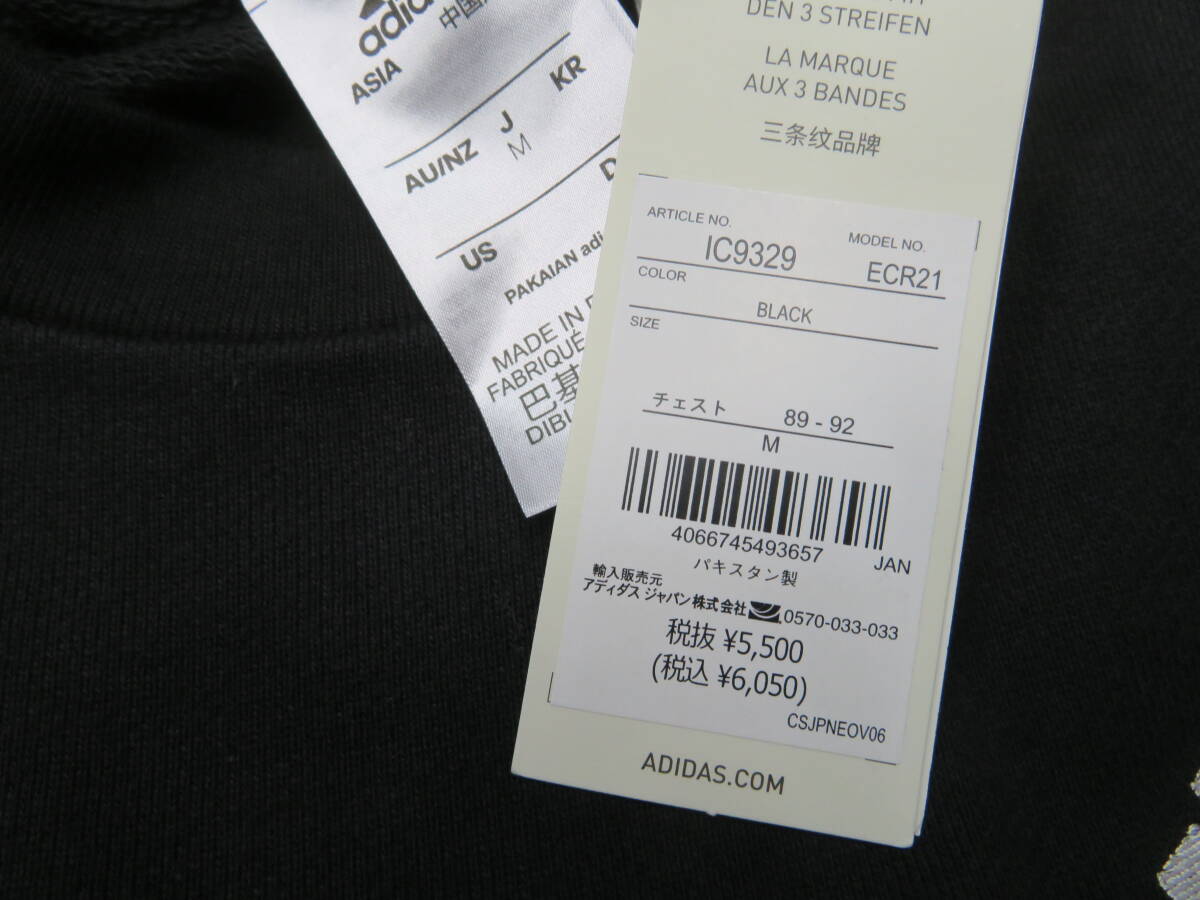 adidas
中国
ASIA
KR
J
M
AU/NZ
US
PAKAIAN
MADE IN
FABRIQUÉ
巴基
DEN 3 STREIFEN
LA MARQUE
AUX 3 BANDES
三条纹品牌
ARTICLE NO.
MODEL NO.
IC9329
ECR21
COLOR
BLACK
SIZE
チェスト 89 - 92
M
4066745493657
JAN
パキスタン製
輸入販売元
アディダス ジャパン株式会社 0570-033-033
税抜 ¥5,500
(税込 ¥6,050)
CSJPNEOV06
ADIDAS.COM